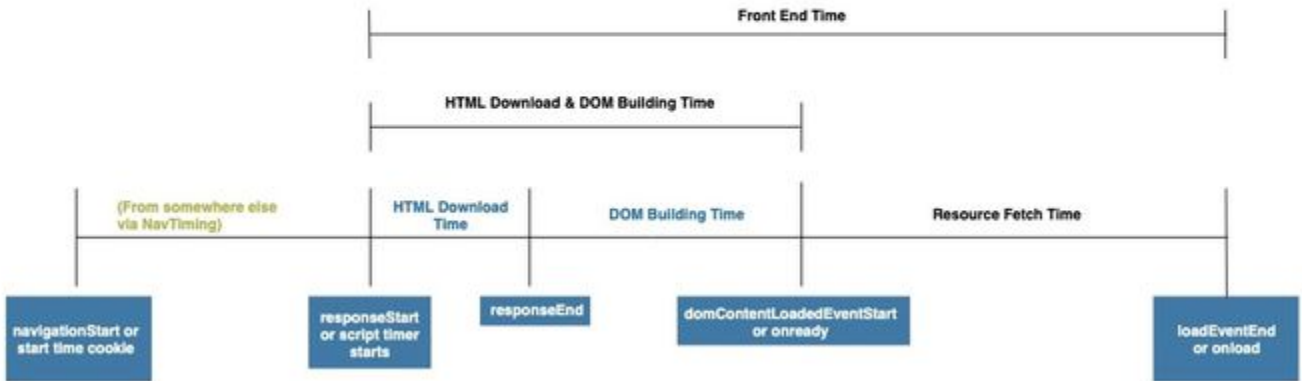 Front End Time
HTML Download & DOM Building Time
(From somewhere else
via NavTiming)
HTML Download
Time
DOM Building Time
Resource Fetch Time
navigationStart or
start time cookie
responseStart
or script timer
starts
responseEnd
domContentLoadedEventStart
or onready
loadEventEnd
or onload